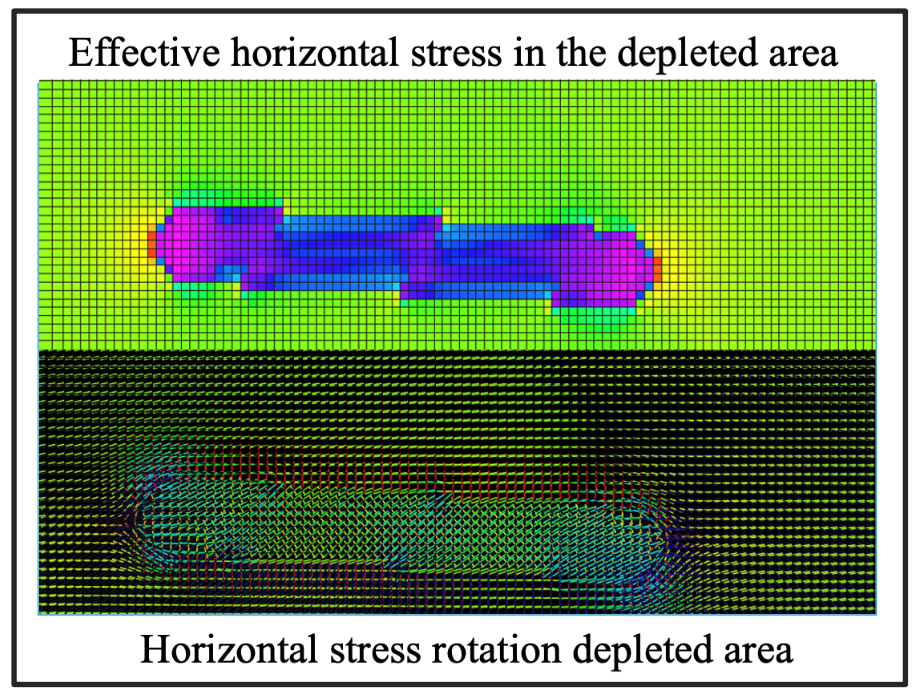 Effective horizontal stress in the depleted area
Horizontal stress rotation depleted area